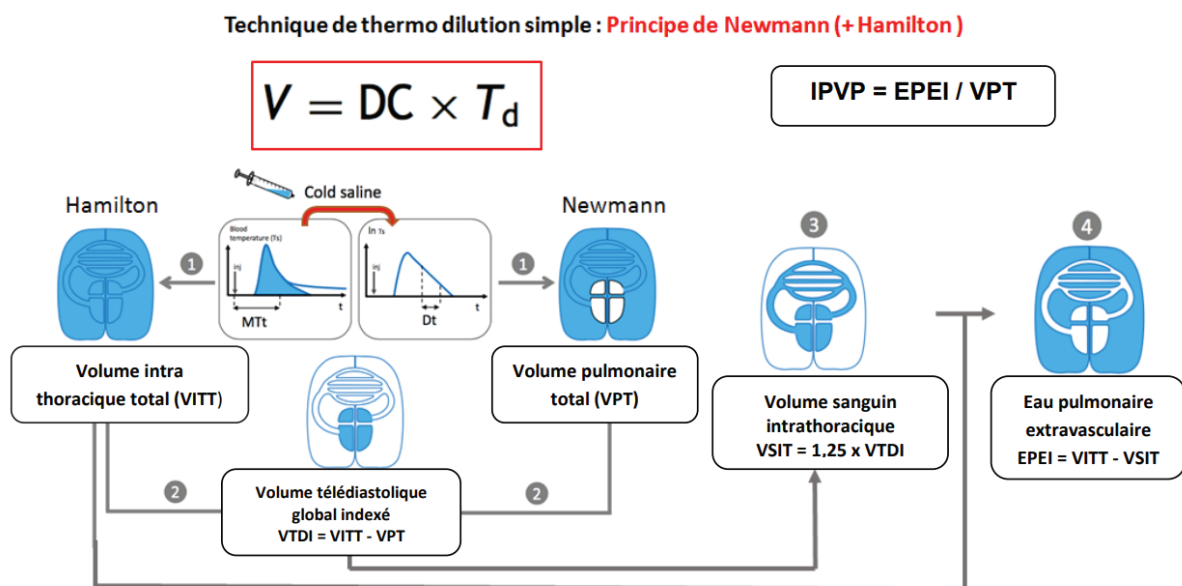 Technique de thermo dilution simple : Principe de Newmann (+ Hamilton )
V = DC × Td
IPVP = EPEI / VPT
Cold saline
Hamilton
Newmann
Blood
temperature (Ts)
inj
t
MTt
ln Ts
inj
t
Dt
1
1
3
4
Volume intra
thoracique total (VITT)
Volume pulmonaire
total (VPT)
Volume sanguin
intrathoracique
VSIT = 1,25 x VTDI
Eau pulmonaire
extravasculaire
EPEI = VITT - VSIT
2
2
Volume télédiastolique
global indexé
VTDI = VITT - VPT